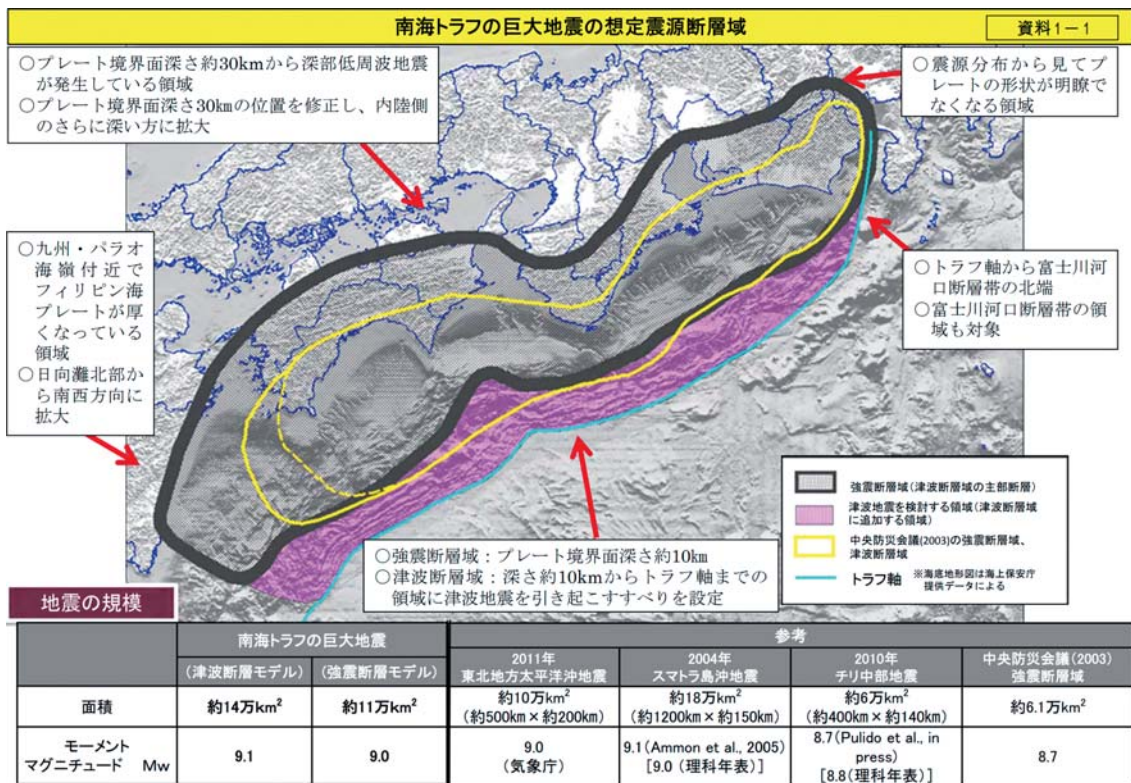 南海トラフの巨大地震の想定震源断層域
資料1－1
○プレート境界面深さ約30kmから深部低周波地震
が発生している領域
○プレート境界面深さ30㎞の位置を修正し、内陸側
のさらに深い方に拡大
○震源分布から見てプ
レートの形状が明瞭で
なくなる領域
○九州・パラオ
海嶺付近で
フィリピン海
プレートが厚
くなっている
領域
○日向灘北部か
ら南西方向に
拡大
○トラフ軸から富士川河
口断層帯の北端
○富士川河口断層帯の領
域も対象
○強震断層域：プレート境界面深さ約10㎞
○津波断層域：深さ約10kmからトラフ軸までの
領域に津波地震を引き起こすすべりを設定
強震断層域(津波断層域の主部断層)
津波地震を検討する領域(津波断層域
に追加する領域)
中央防災会議(2003)の強震断層域、
津波断層域
トラフ軸
※海底地形図は海上保安庁
提供データによる
地震の規模
南海トラフの巨大地震
参考
(津波断層モデル)
(強震断層モデル)
2011年
東北地方太平洋沖地震
2004年
スマトラ島沖地震
2010年
チリ中部地震
中央防災会議(2003)
強震断層域
面積
約14万km²
約11万km²
約10万km²
(約500km×約200km)
約18万km²
(約1200km×約150km)
約6万km²
(約400km×約140km)
約6.1万km²
モーメント
マグニチュード Mw
9.1
9.0
9.0
(気象庁)
9.1(Ammon et al., 2005)
[9.0 (理科年表)]
8.7(Pulido et al., in
press)
[8.8(理科年表)]
8.7